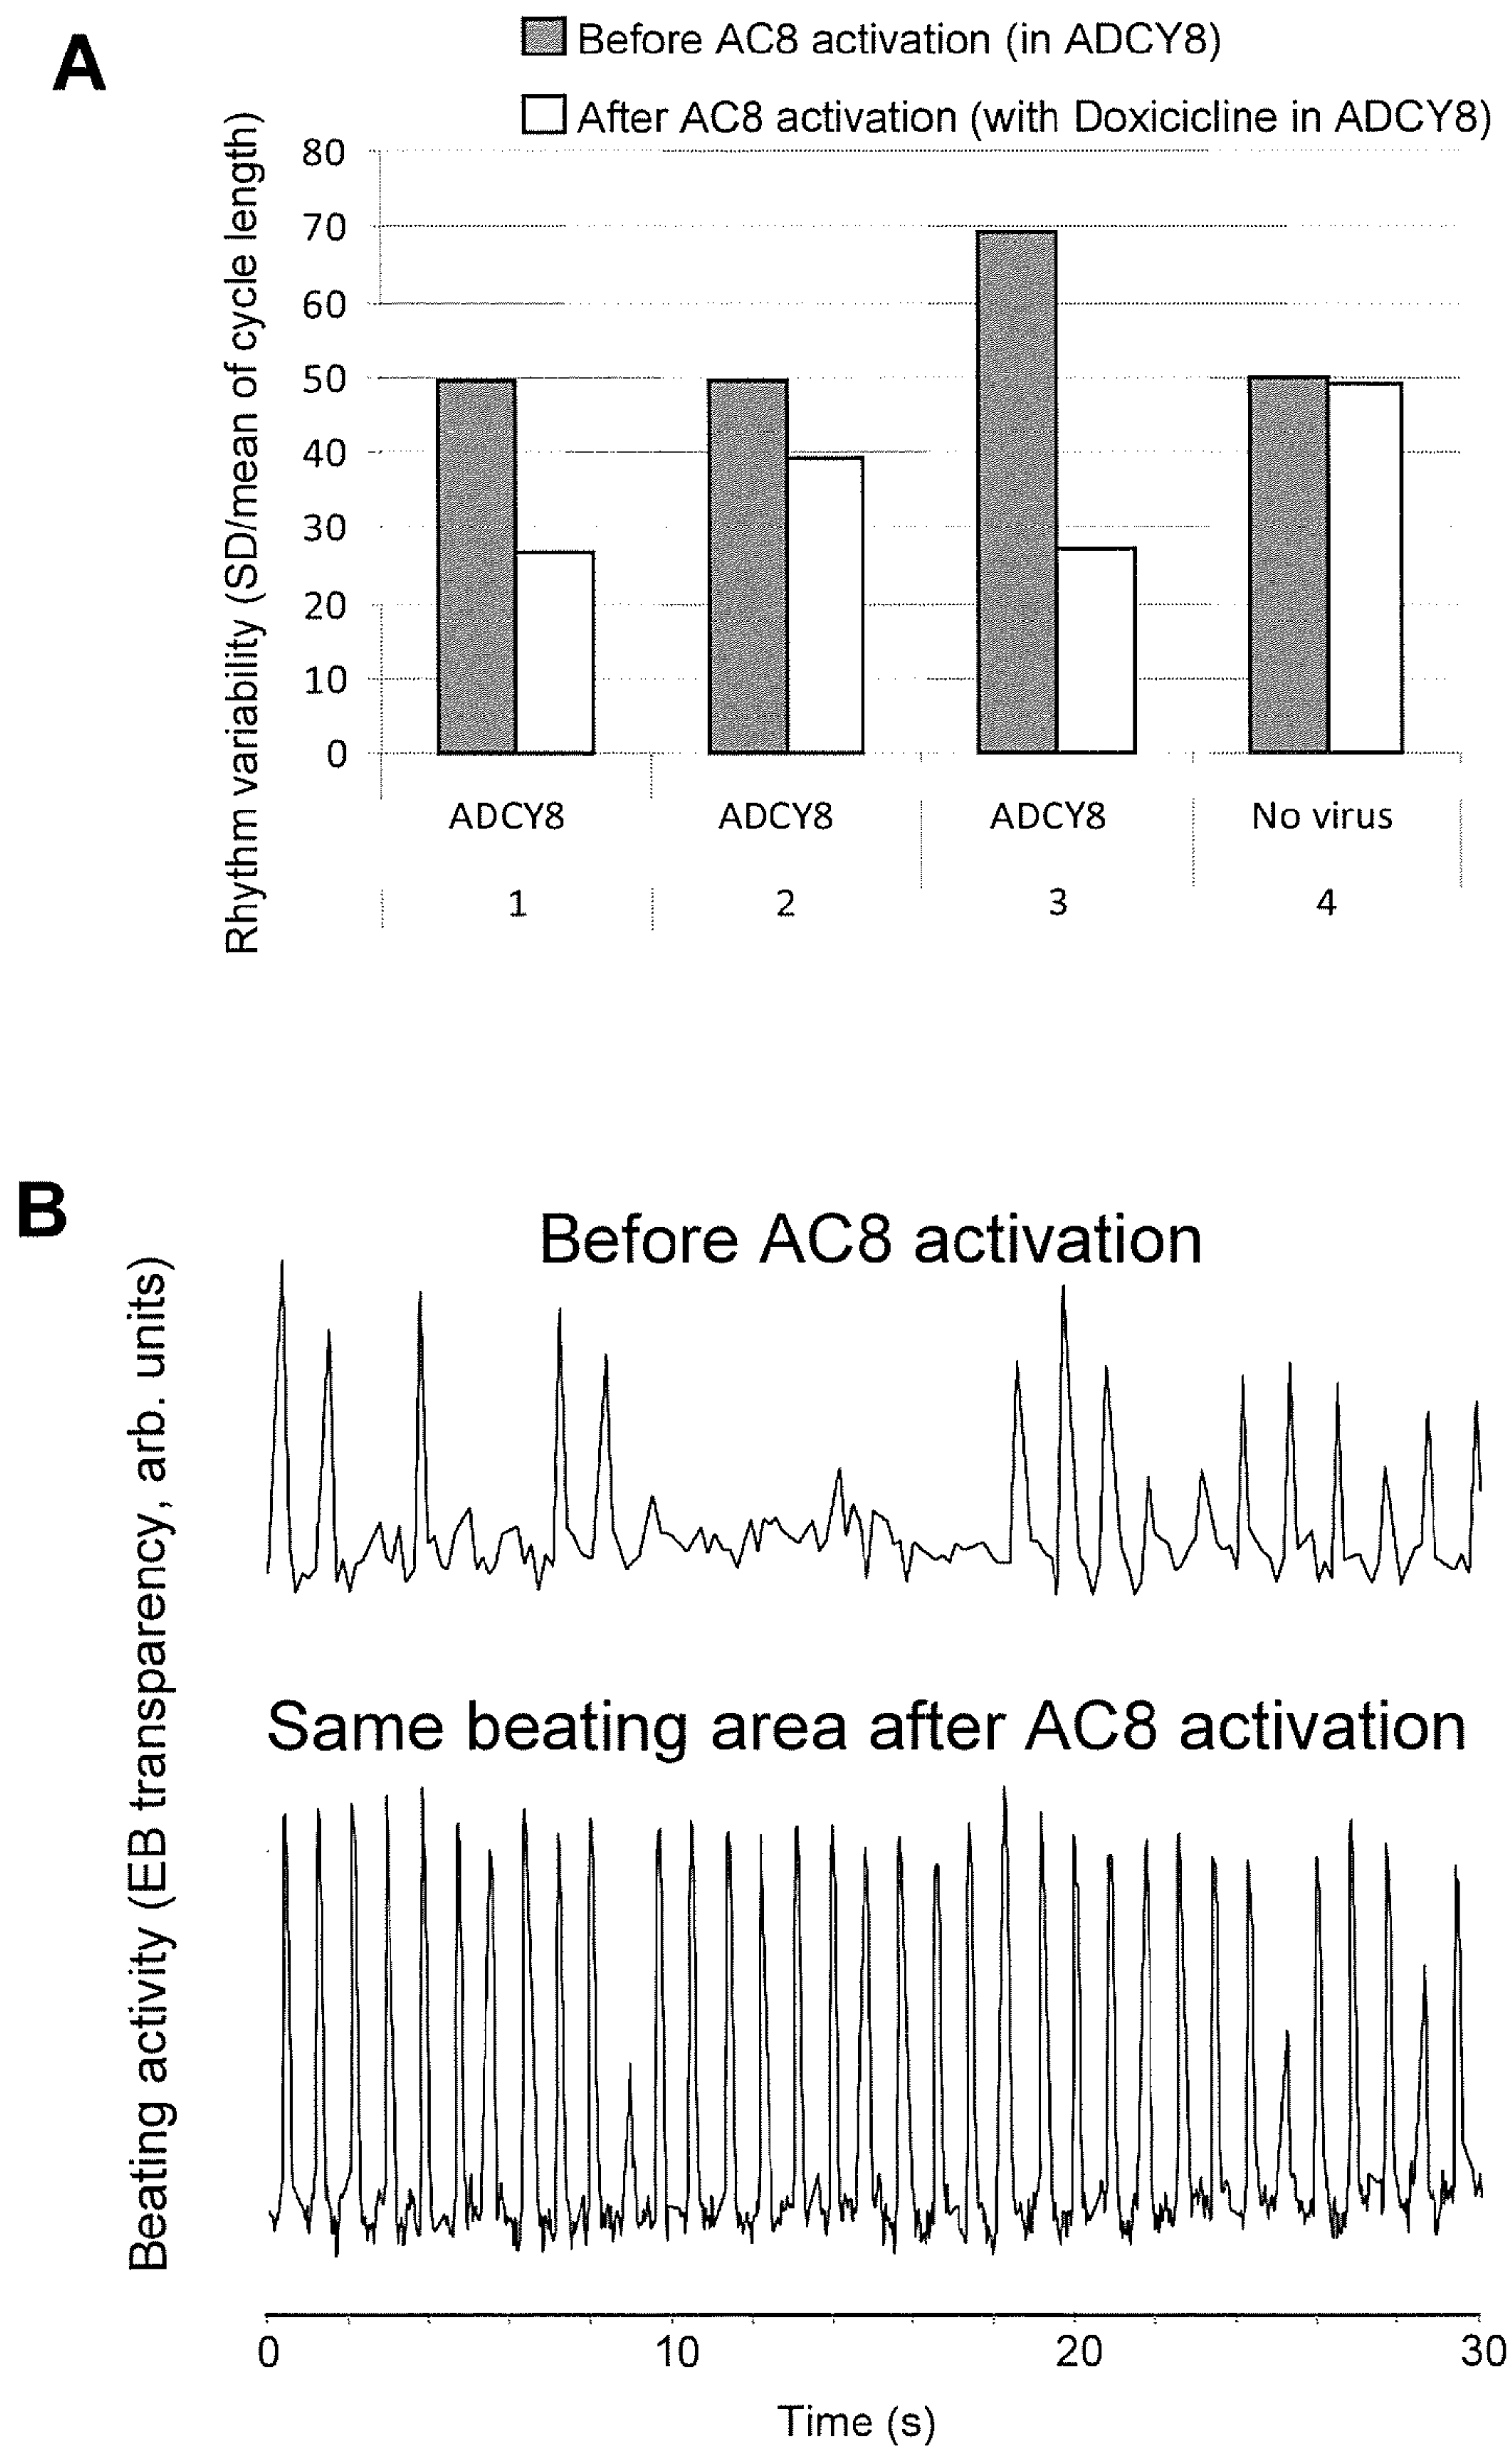 A
Before AC8 activation (in ADCY8)
After AC8 activation (with Doxicicline in ADCY8)
Rhythm variability (SD/mean of cycle length)
80
70
60
50
40
30
20
10
0
ADCY8 ADCY8 ADCY8 No virus
1 2 3 4
B
Beating activity (EB transparency, arb. units)
Before AC8 activation
Same beating area after AC8 activation
0 10 20 30
Time (s)